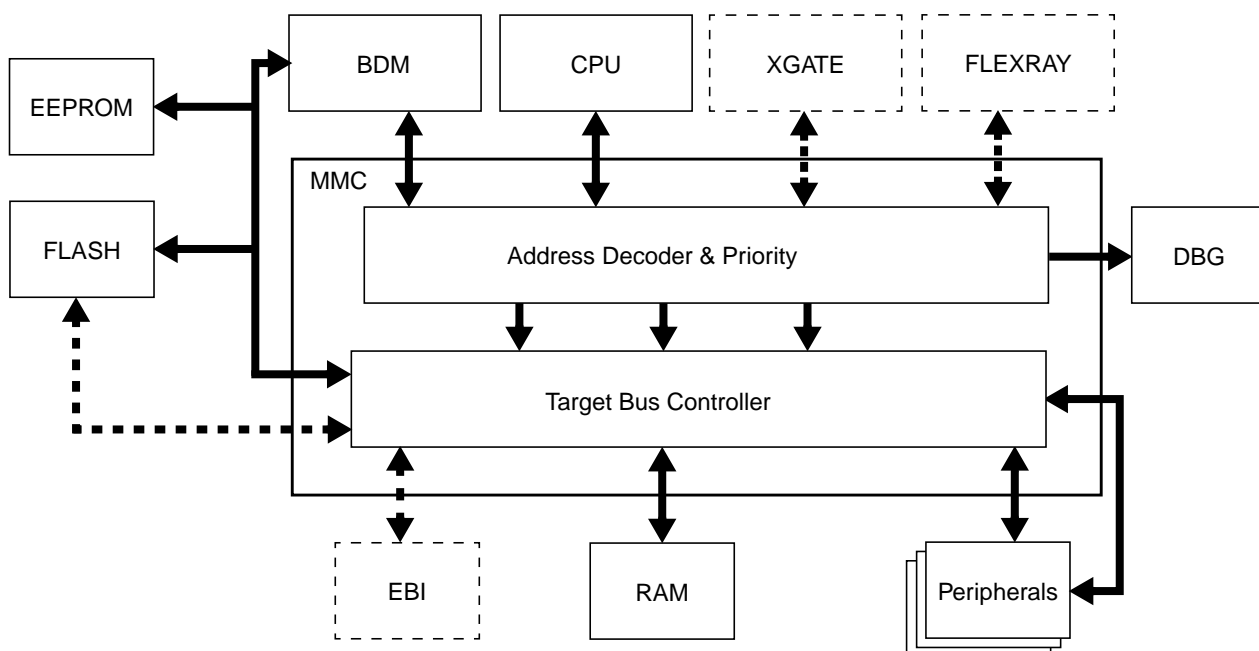 BDM
CPU
XGATE
FLEXRAY
EEPROM
MMC
FLASH
Address Decoder & Priority
DBG
Target Bus Controller
EBI
RAM
Peripherals